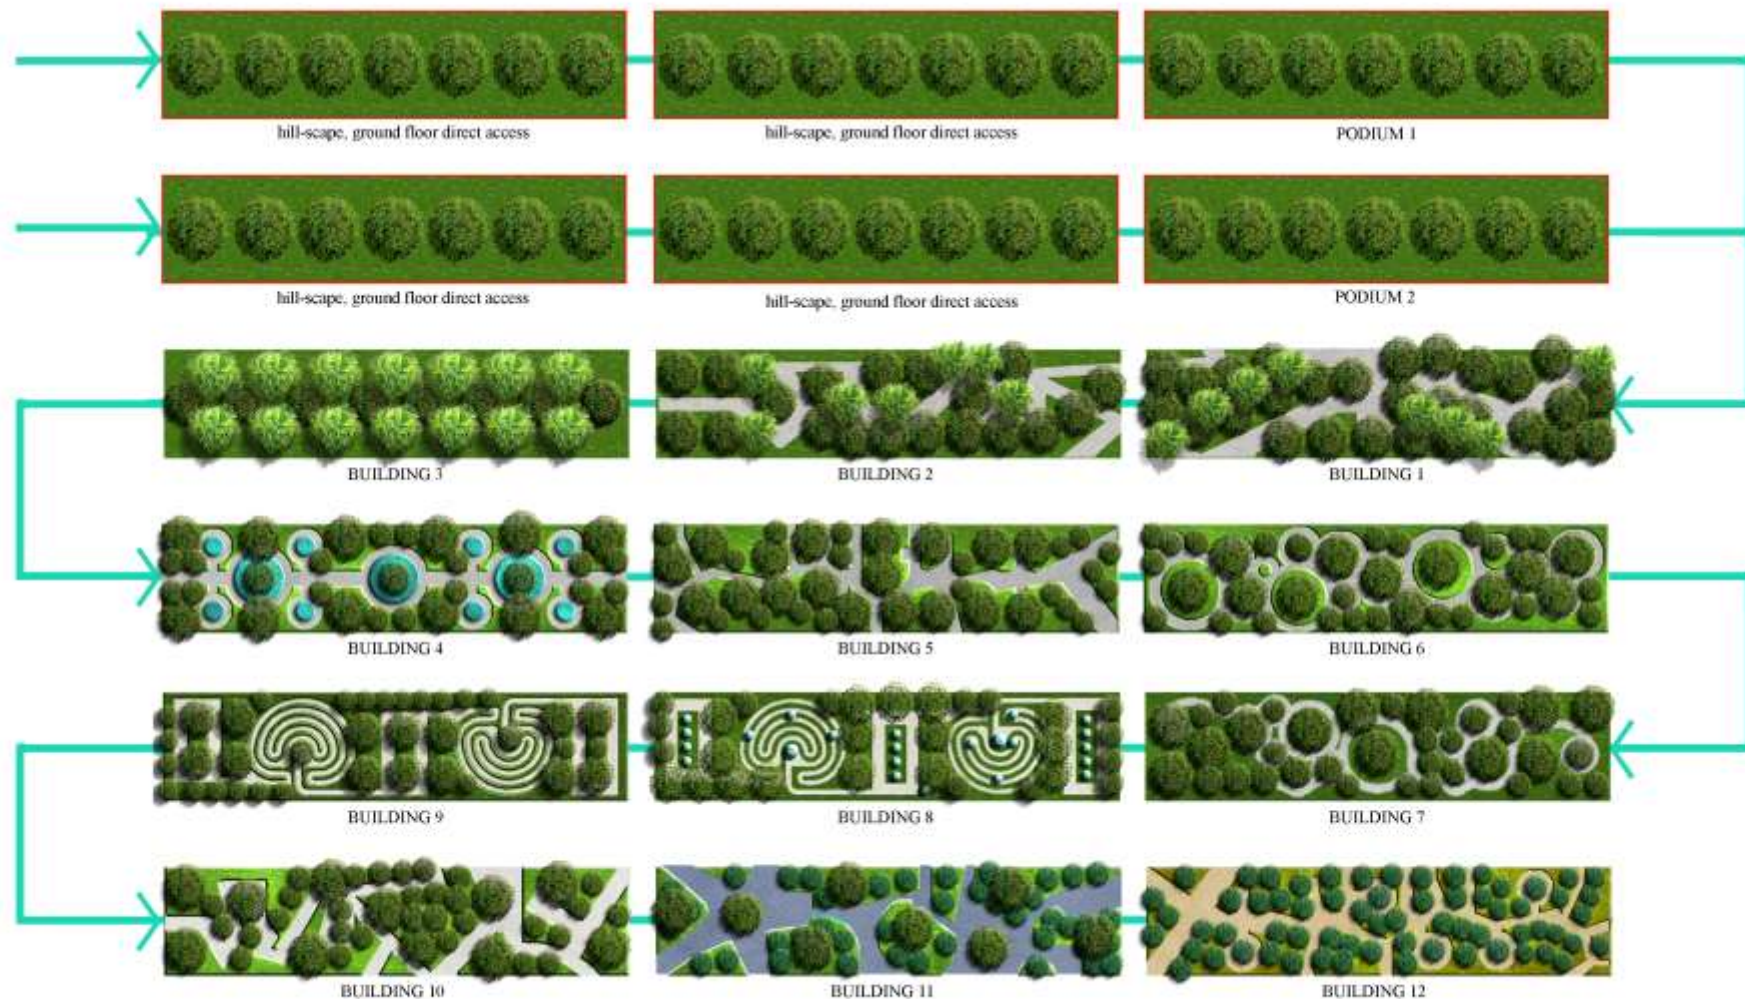 hill-scape, ground floor direct access
hill-scape, ground floor direct access
PODIUM 1
hill-scape, ground floor direct access
hill-scape, ground floor direct access
PODIUM 2
BUILDING 3
BUILDING 2
BUILDING 1
BUILDING 4
BUILDING 5
BUILDING 6
BUILDING 9
BUILDING 8
BUILDING 7
BUILDING 10
BUILDING 11
BUILDING 12